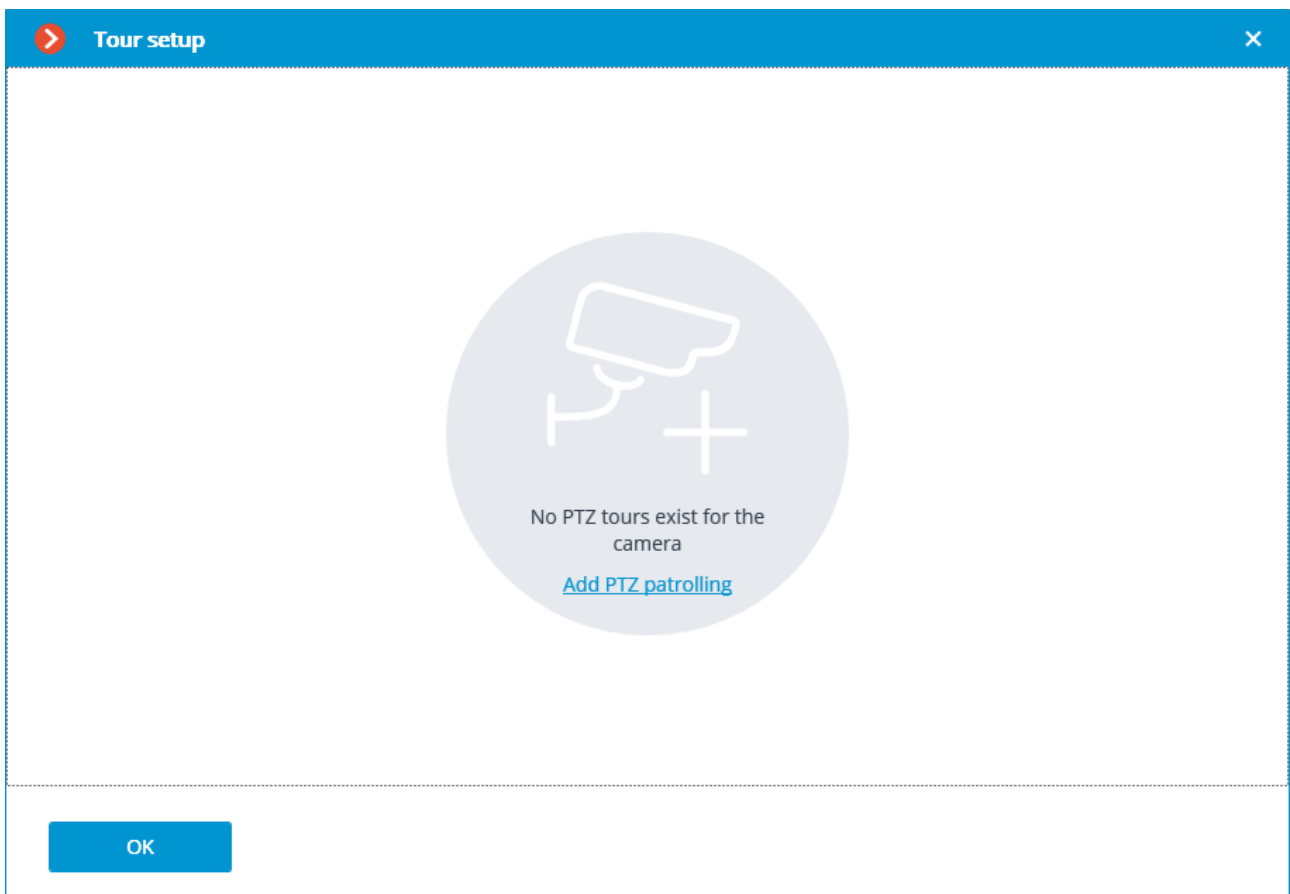 Tour setup
No PTZ tours exist for the
camera
Add PTZ patrolling
OK